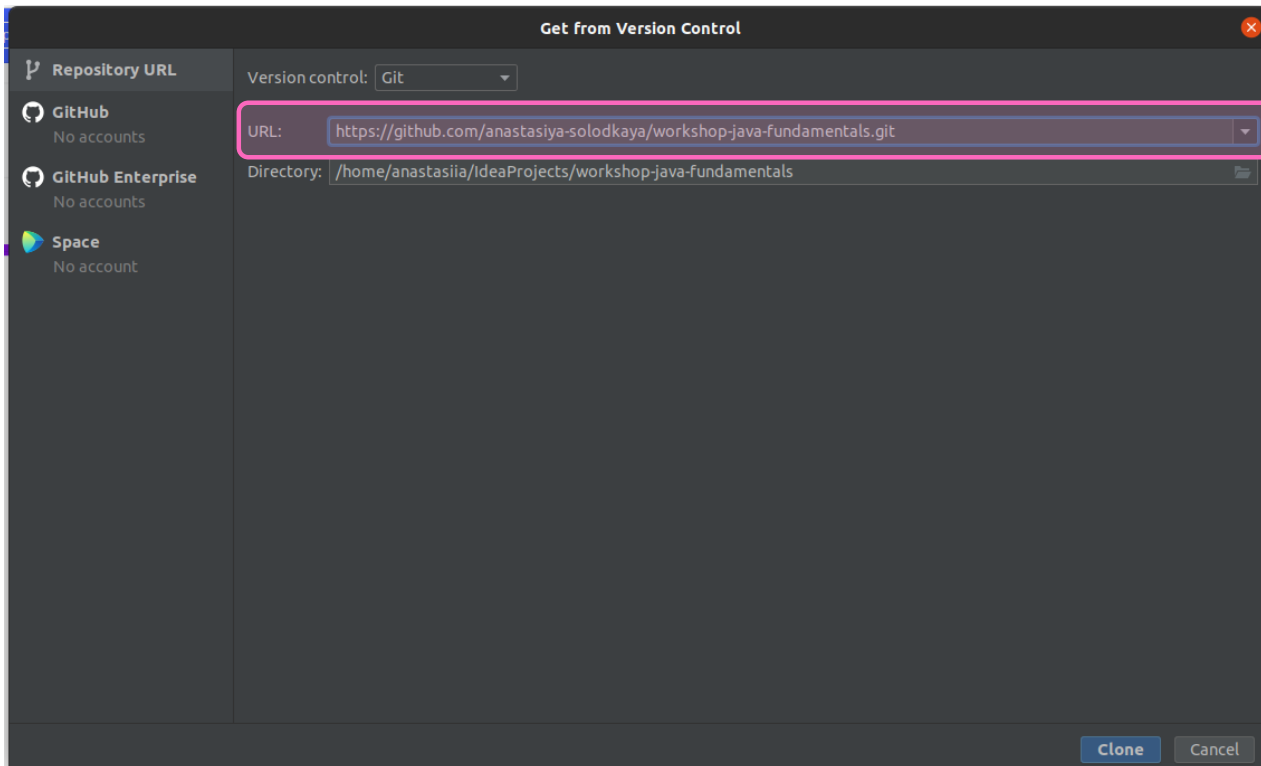 Get from Version Control
Repository URL
GitHub
No accounts
GitHub Enterprise
No accounts
Space
No account
Version control: Git
URL: https://github.com/anastasiya-solodkaya/workshop-java-fundamentals.git
Directory: /home/anastasiia/IdeaProjects/workshop-java-fundamentals
Clone Cancel